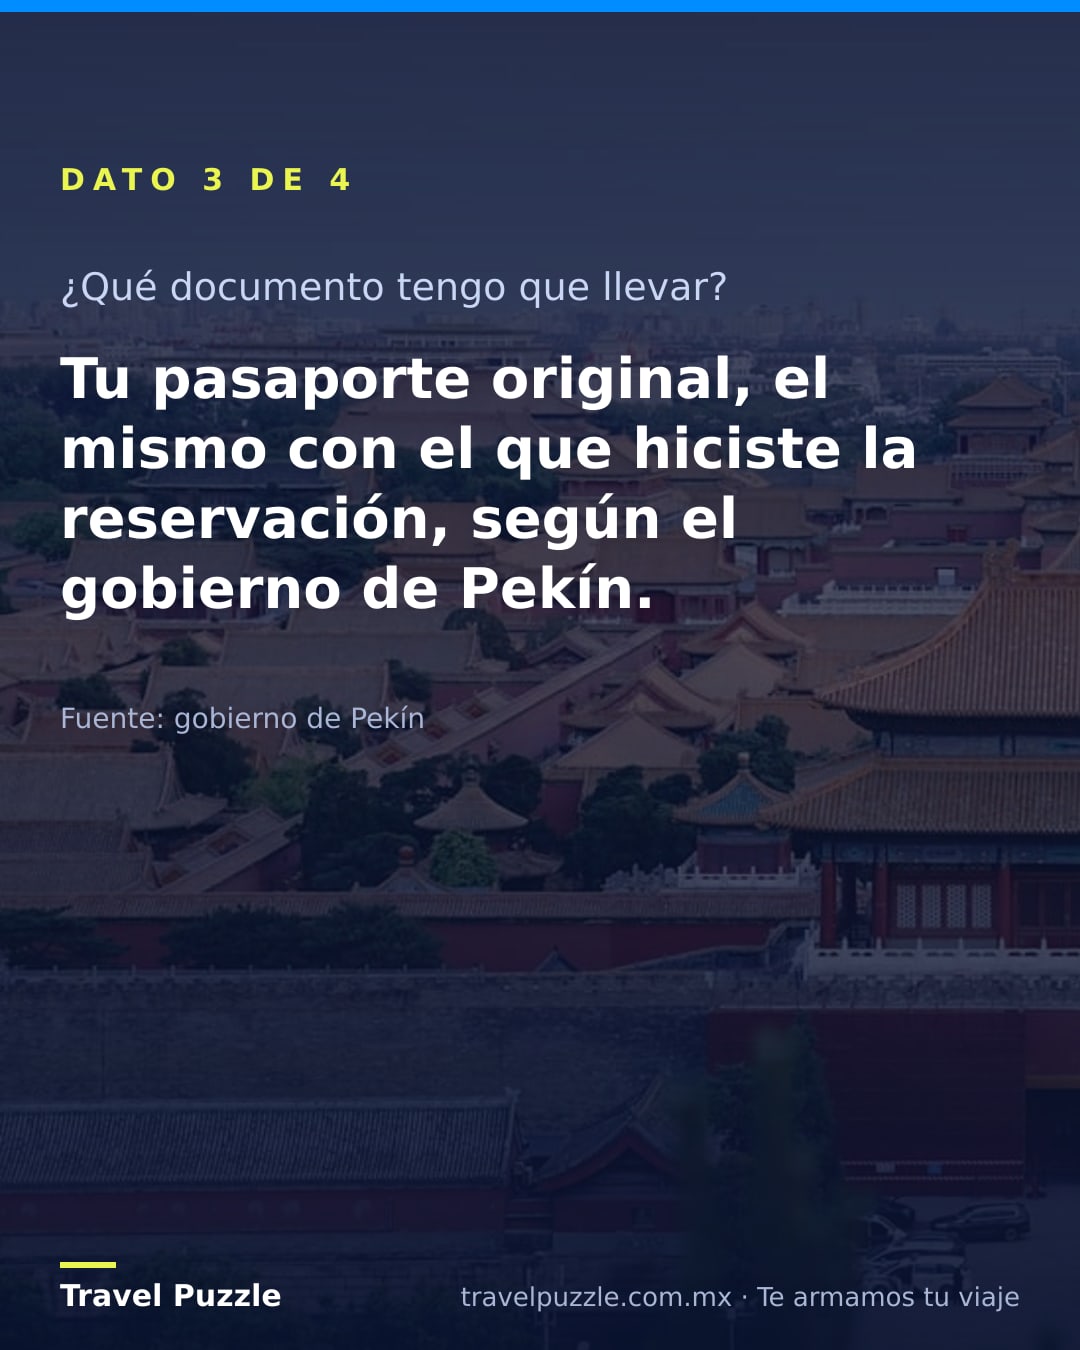 DATO 3 DE 4
¿Qué documento tengo que llevar?
Tu pasaporte original, el
mismo con el que hiciste la
reservación, según el
gobierno de Pekín.
Fuente: gobierno de Pekín
Travel Puzzle
travelpuzzle.com.mx · Te armamos tu viaje